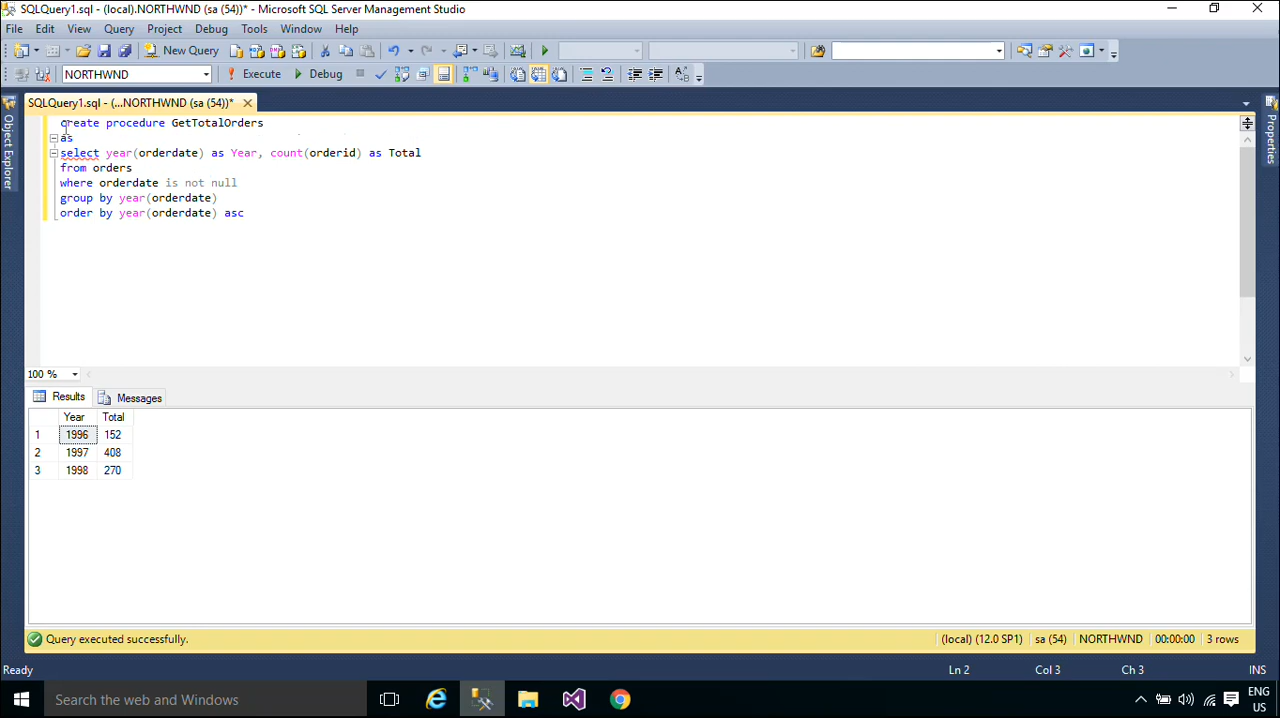 SQLQuery1.sql - (local).NORTHWND (sa (54))* - Microsoft SQL Server Management Studio
File Edit View Query Project Debug Tools Window Help
New Query
NORTHWND Execute Debug
SQLQuery1.sql - (...NORTHWND (sa (54))*
Object Explorer
Properties
create procedure GetTotalOrders
as
select year(orderdate) as Year, count(orderid) as Total
from orders
where orderdate is not null
group by year(orderdate)
order by year(orderdate) asc
100 %
Results Messages
Year Total
1 1996 152
2 1997 408
3 1998 270
Query executed successfully. (local) (12.0 SP1) sa (54) NORTHWND 00:00:00 3 rows
Ready Ln 2 Col 3 Ch 3 INS
Search the web and Windows ENG
US